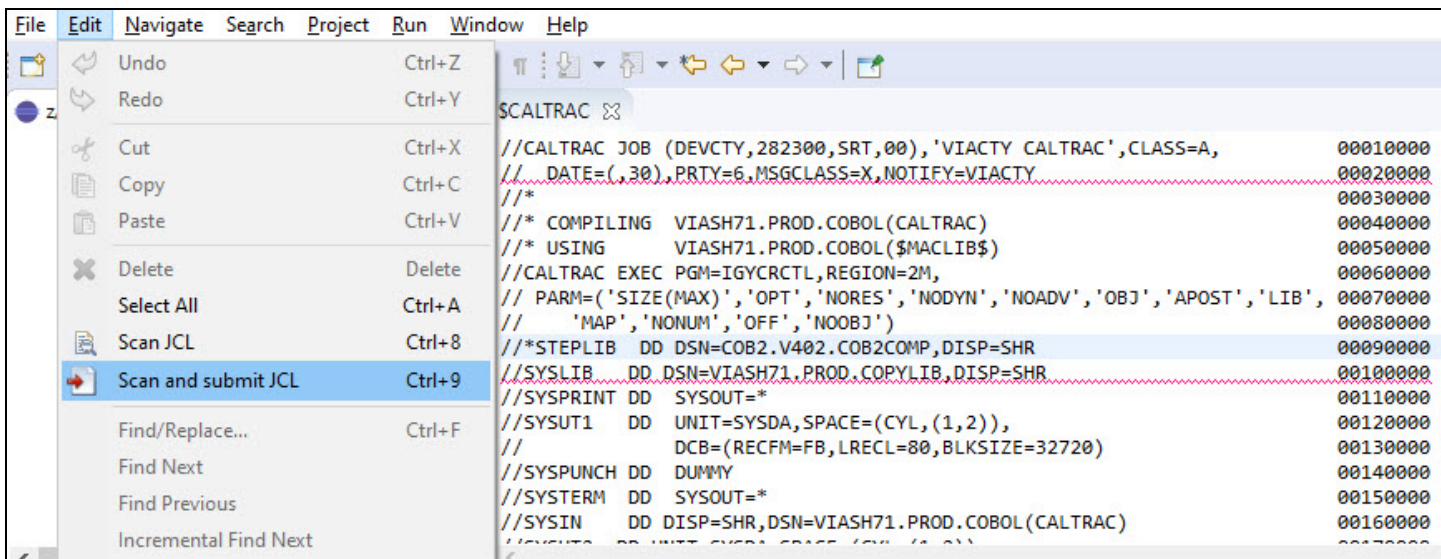 File Edit Navigate Search Project Run Window Help
Undo Ctrl+Z
Redo Ctrl+Y
Cut Ctrl+X
Copy Ctrl+C
Paste Ctrl+V
Delete Delete
Select All Ctrl+A
Scan JCL Ctrl+8
Scan and submit JCL Ctrl+9
Find/Replace... Ctrl+F
Find Next
Find Previous
Incremental Find Next
$CALTRAC
//CALTRAC JOB (DEVCTY,282300,SRT,00),'VIACTY CALTRAC',CLASS=A, 00010000
//  DATE=(,30),PRTY=6,MSGCLASS=X,NOTIFY=VIACTY 00020000
//* 00030000
//* COMPILING  VIASH71.PROD.COBOL(CALTRAC) 00040000
//* USING      VIASH71.PROD.COBOL($MACLIB$) 00050000
//CALTRAC EXEC PGM=IGYCRCTL,REGION=2M, 00060000
// PARM=('SIZE(MAX)','OPT','NORES','NODYN','NOADV','OBJ','APOST','LIB', 00070000
//    'MAP','NONUM','OFF','NOOBJ') 00080000
//*STEPLIB  DD DSN=COB2.V402.COB2COMP,DISP=SHR 00090000
//SYSLIB   DD DSN=VIASH71.PROD.COPYLIB,DISP=SHR 00100000
//SYSPRINT DD  SYSOUT=* 00110000
//SYSUT1   DD  UNIT=SYSDA,SPACE=(CYL,(1,2)), 00120000
//             DCB=(RECFM=FB,LRECL=80,BLKSIZE=32720) 00130000
//SYSPUNCH DD  DUMMY 00140000
//SYSTERM  DD  SYSOUT=* 00150000
//SYSIN    DD DISP=SHR,DSN=VIASH71.PROD.COBOL(CALTRAC) 00160000